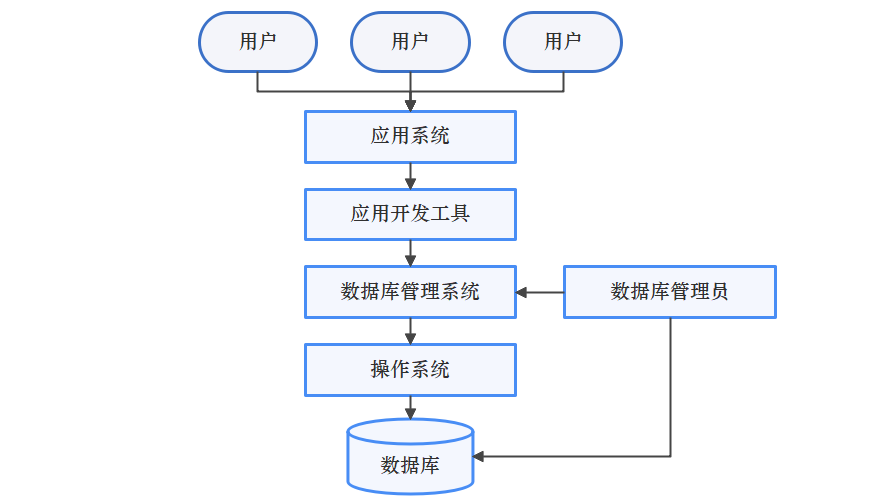 用户
用户
用户
应用系统
应用开发工具
数据库管理系统
数据库管理员
操作系统
数据库